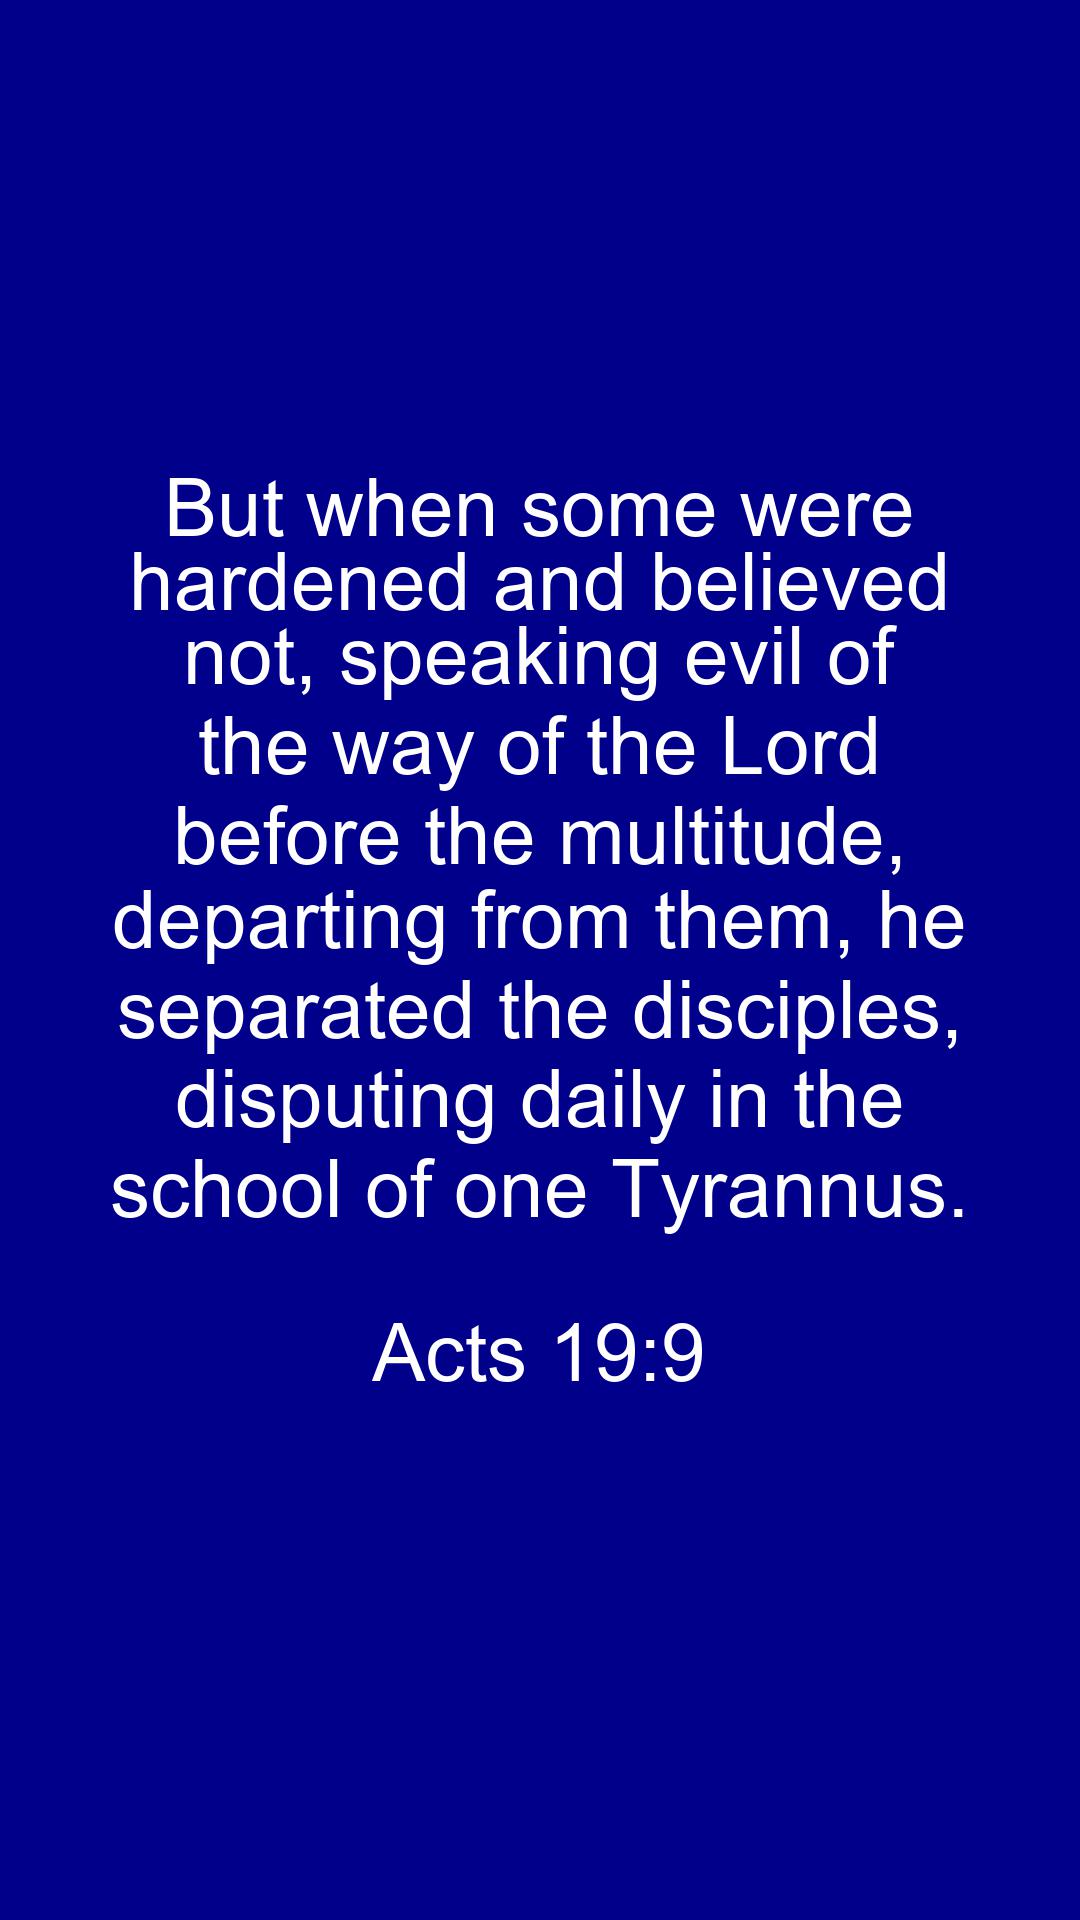 But when some were
hardened and believed
not, speaking evil of
the way of the Lord
before the multitude,
departing from them, he
separated the disciples,
disputing daily in the
school of one Tyrannus.
Acts 19:9